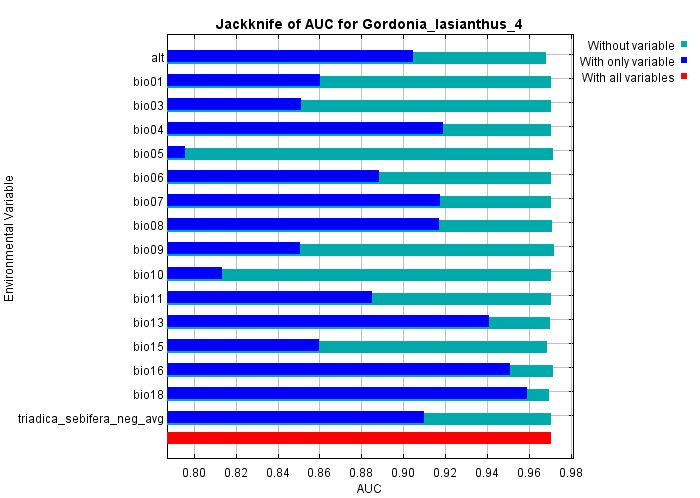 Jackknife of AUC for Gordonia_lasianthus_4
Without variable
With only variable
With all variables
Environmental Variable
alt
bio01
bio03
bio04
bio05
bio06
bio07
bio08
bio09
bio10
bio11
bio13
bio15
bio16
bio18
triadica_sebifera_neg_avg
0.80 0.82 0.84 0.86 0.88 0.90 0.92 0.94 0.96 0.98
AUC